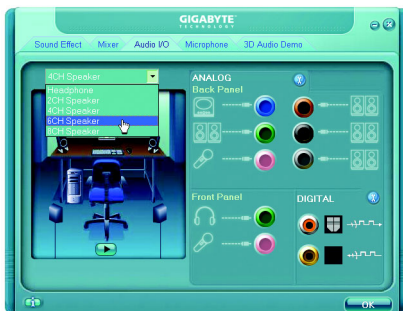 GIGABYTE
TECHNOLOGY
Sound Effect Mixer Audio I/O Microphone 3D Audio Demo
4CH Speaker
Headphone
2CH Speaker
4CH Speaker
6CH Speaker
8CH Speaker
ANALOG
Back Panel
Front Panel
DIGITAL
OK